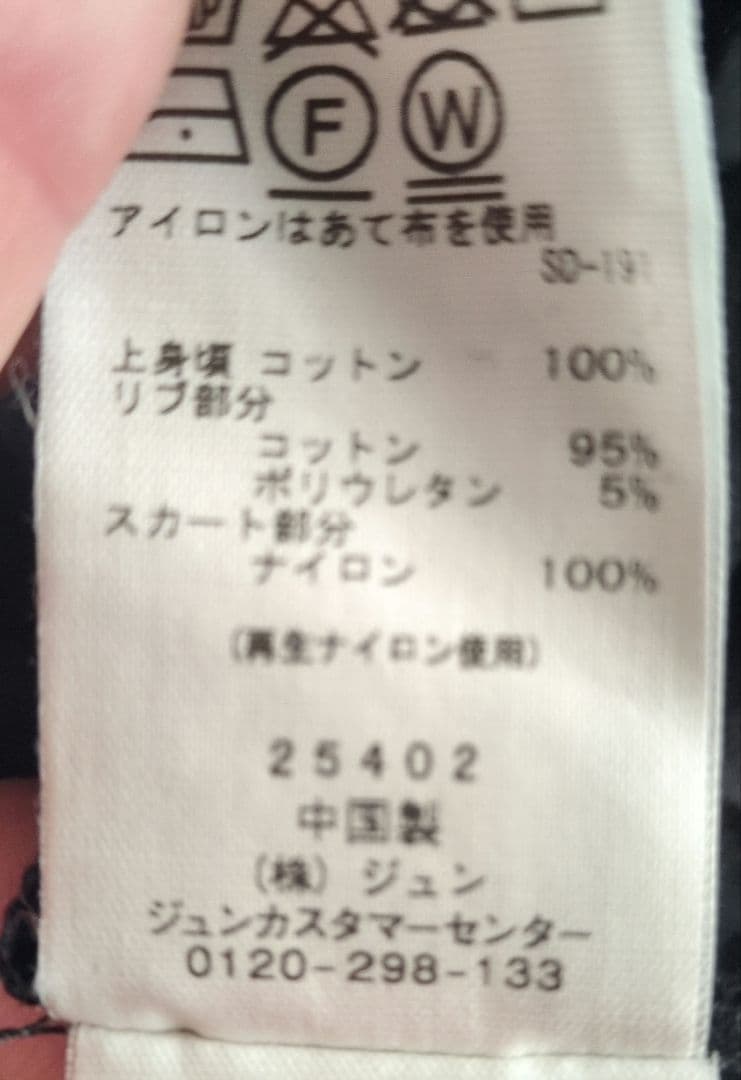 F W
アイロンはあて布を使用
SD-191
上身頃 コットン 100%
リブ部分
コットン 95%
ポリウレタン 5%
スカート部分
ナイロン 100%
(再生ナイロン使用)
25402
中国製
(株) ジュン
ジュンカスタマーセンター
0120-298-133